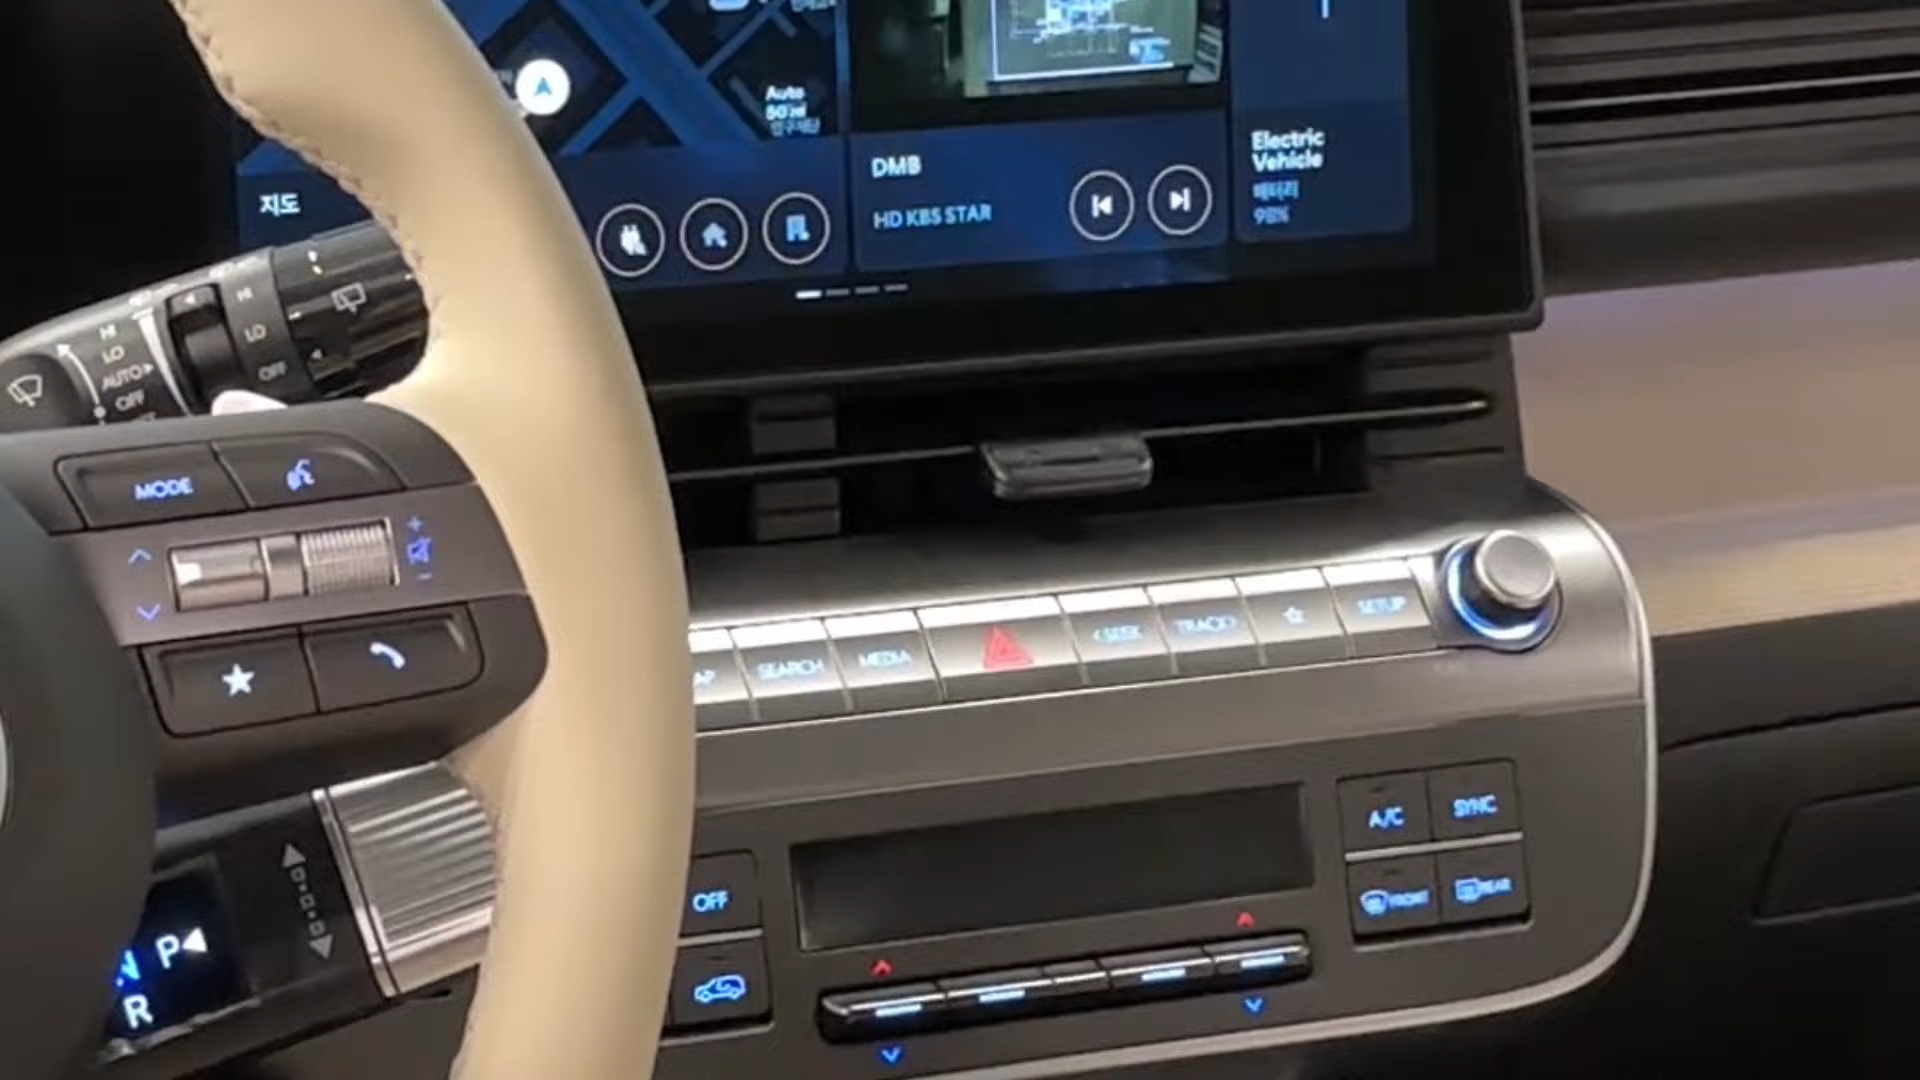 Auto
지도
DMB
HD KBS STAR
Electric
Vehicle
배터리
98%
HI
LO
AUTO
OFF
HI
LO
OFF
MODE
SEARCH
MEDIA
< SEEK
TRACK >
SETUP
OFF
A/C
SYNC
FRONT
REAR
N
P
R